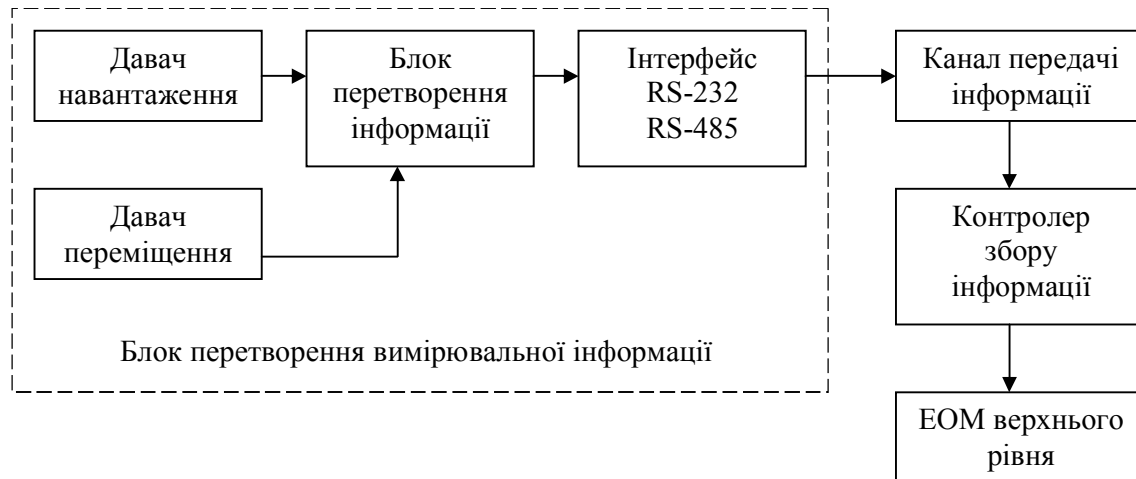 Давач
навантаження
Блок
перетворення
інформації
Інтерфейс
RS-232
RS-485
Канал передачі
інформації
Давач
переміщення
Контролер
збору
інформації
Блок перетворення вимірювальної інформації
ЕОМ верхнього
рівня